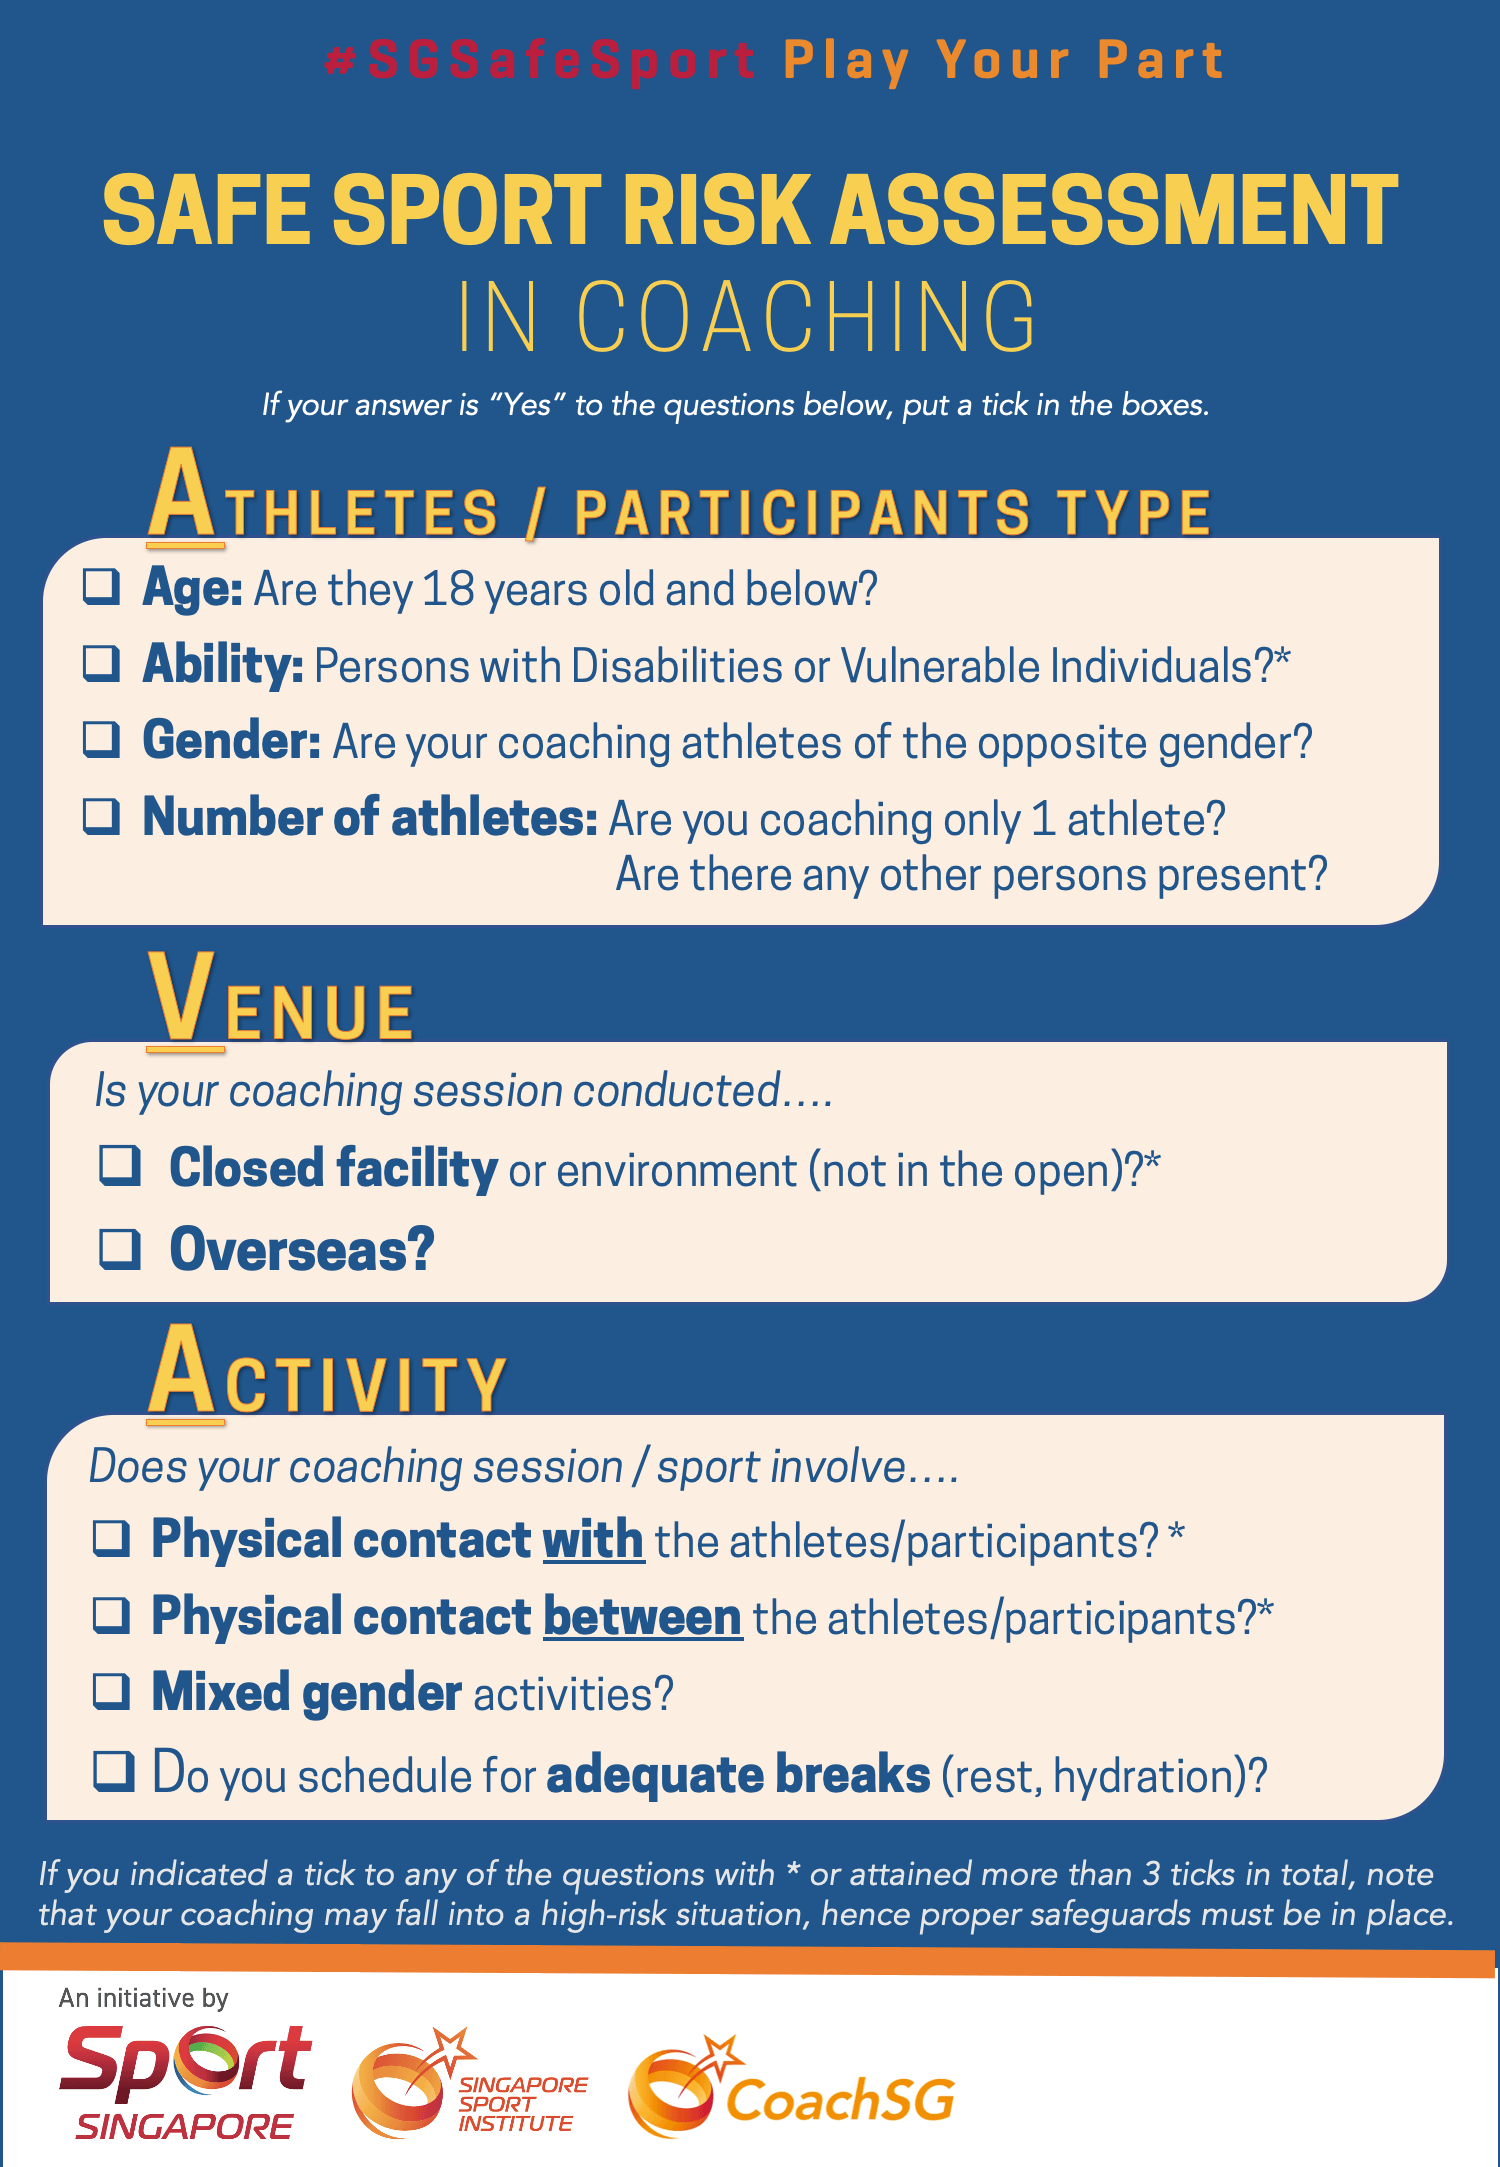 #SGSafeSport Play Your Part
SAFE SPORT RISK ASSESSMENT
IN COACHING
If your answer is “Yes” to the questions below, put a tick in the boxes.
ATHLETES / PARTICIPANTS TYPE
❑ Age: Are they 18 years old and below?
❑ Ability: Persons with Disabilities or Vulnerable Individuals?*
❑ Gender: Are your coaching athletes of the opposite gender?
❑ Number of athletes: Are you coaching only 1 athlete?
Are there any other persons present?
VENUE
Is your coaching session conducted....
❑ Closed facility or environment (not in the open)?*
❑ Overseas?
ACTIVITY
Does your coaching session / sport involve....
❑ Physical contact with the athletes/participants? *
❑ Physical contact between the athletes/participants?*
❑ Mixed gender activities?
❑ Do you schedule for adequate breaks (rest, hydration)?
If you indicated a tick to any of the questions with * or attained more than 3 ticks in total, note
that your coaching may fall into a high-risk situation, hence proper safeguards must be in place.
An initiative by
Sport
SINGAPORE
SINGAPORE
SPORT
INSTITUTE
CoachSG